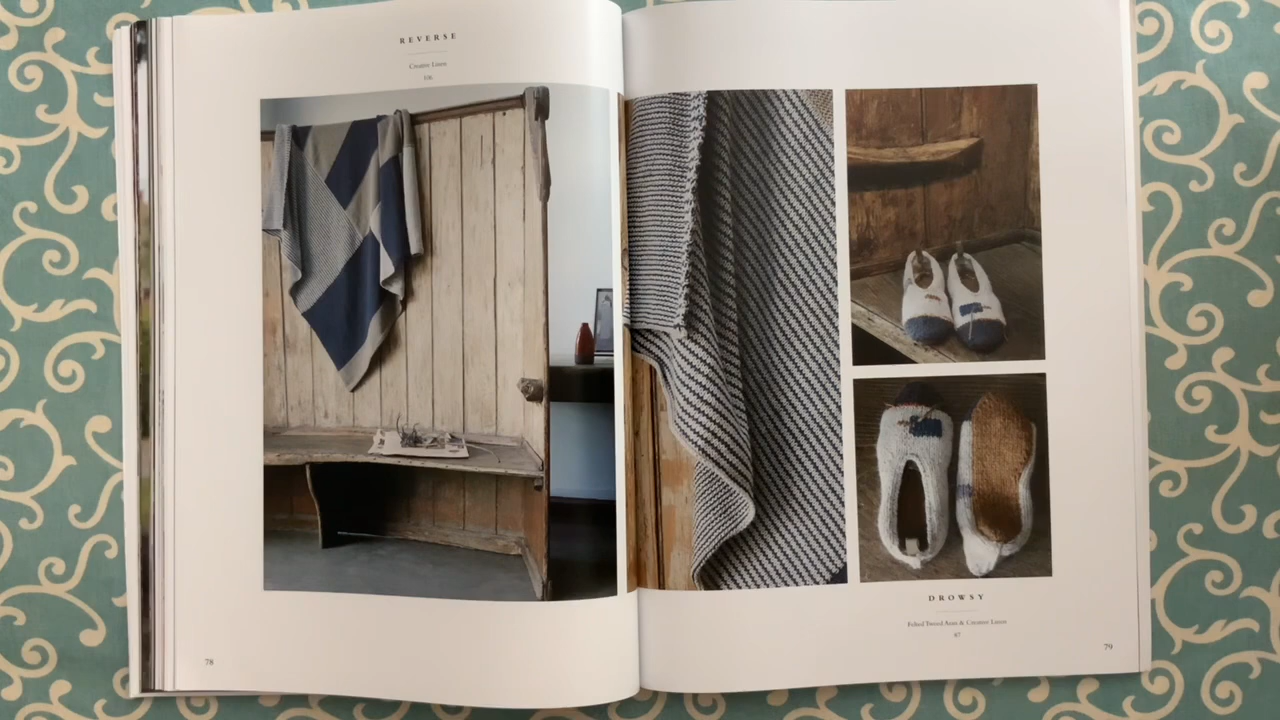 REVERSE
Creative Linen
106
78
DROWSY
Felted Tweed Aran & Creative Linen
87
79